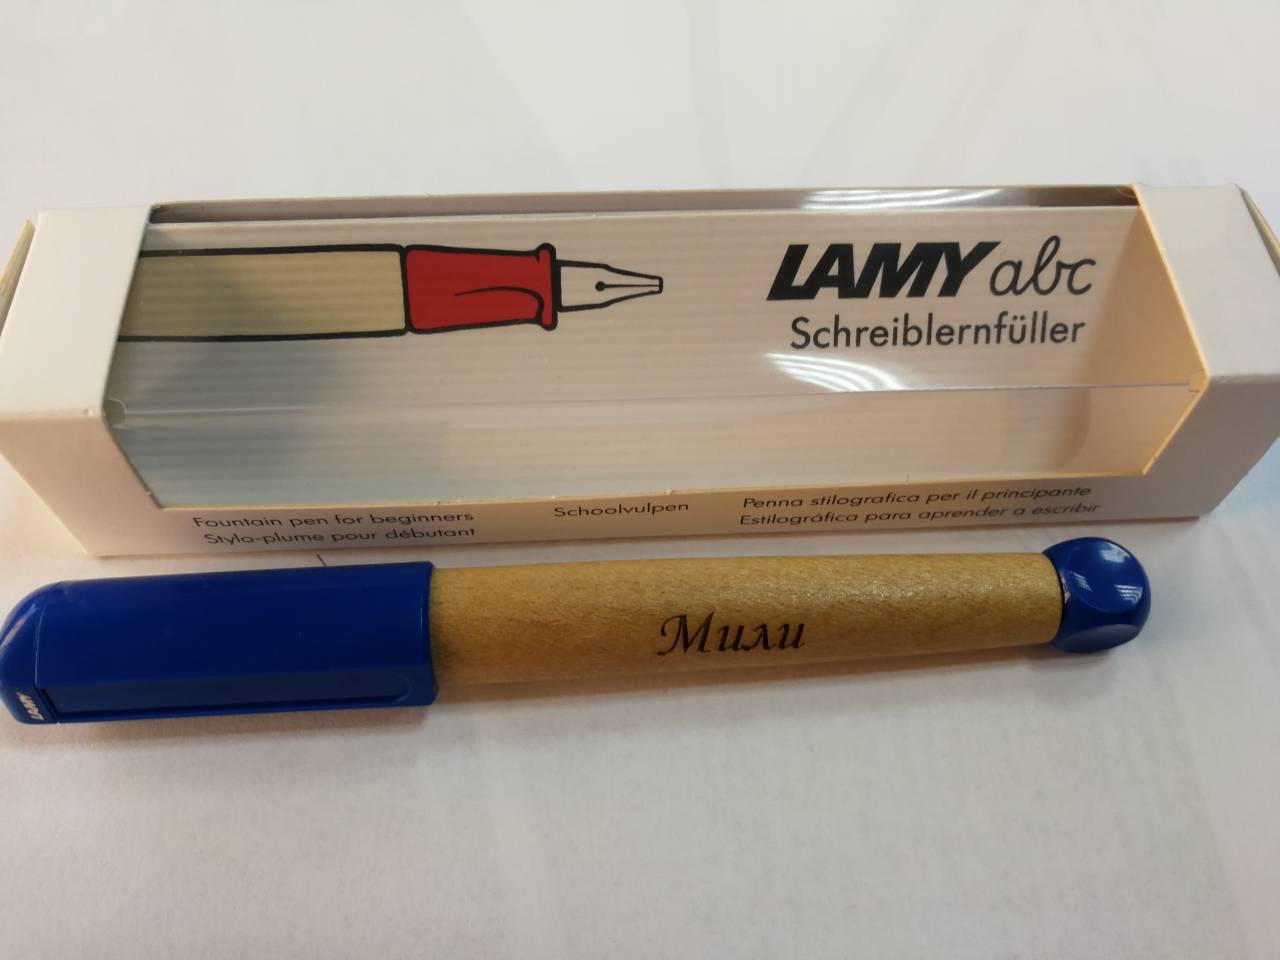 LAMY abc
Schreiblernfüller
Fountain pen for beginners
Stylo-plume pour débutant
Schoolvulpen
Penna stilografica per il principante
Estilográfica para aprender a escribir
Мили
LAMY